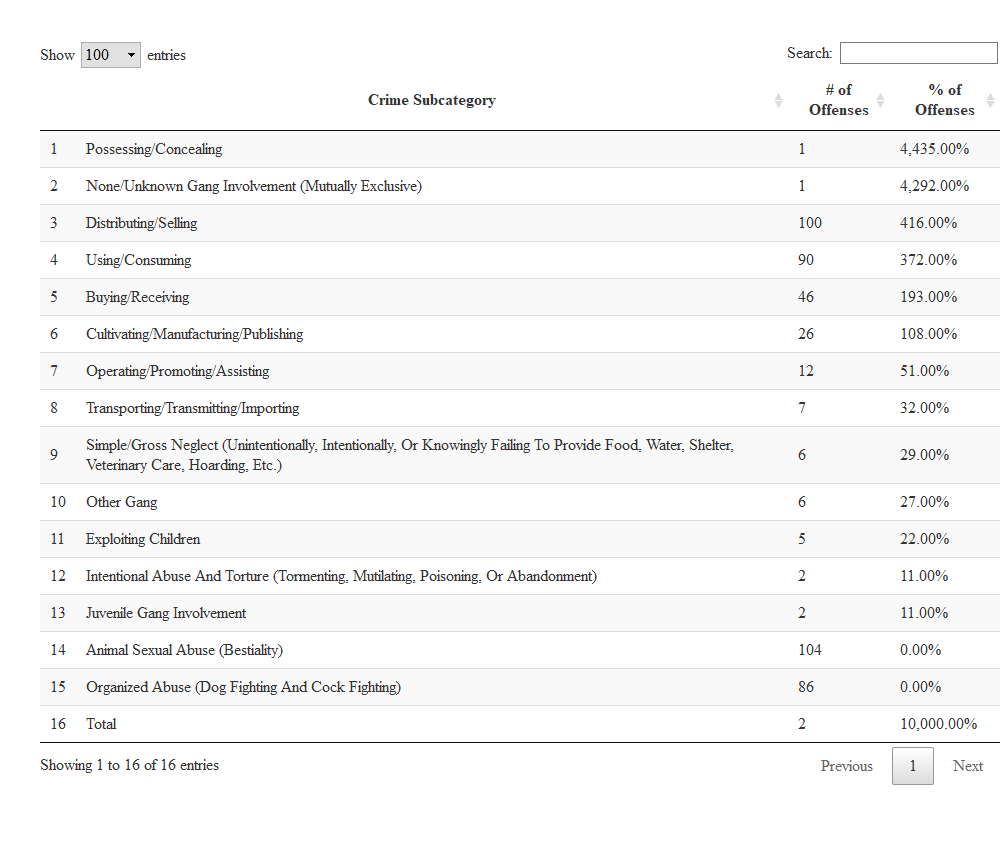 Show 100 entries
Search:
Crime Subcategory # of Offenses % of Offenses
1 Possessing/Concealing 1 4,435.00%
2 None/Unknown Gang Involvement (Mutually Exclusive) 1 4,292.00%
3 Distributing/Selling 100 416.00%
4 Using/Consuming 90 372.00%
5 Buying/Receiving 46 193.00%
6 Cultivating/Manufacturing/Publishing 26 108.00%
7 Operating/Promoting/Assisting 12 51.00%
8 Transporting/Transmitting/Importing 7 32.00%
9 Simple/Gross Neglect (Unintentionally, Intentionally, Or Knowingly Failing To Provide Food, Water, Shelter,
Veterinary Care, Hoarding, Etc.) 6 29.00%
10 Other Gang 6 27.00%
11 Exploiting Children 5 22.00%
12 Intentional Abuse And Torture (Tormenting, Mutilating, Poisoning, Or Abandonment) 2 11.00%
13 Juvenile Gang Involvement 2 11.00%
14 Animal Sexual Abuse (Bestiality) 104 0.00%
15 Organized Abuse (Dog Fighting And Cock Fighting) 86 0.00%
16 Total 2 10,000.00%
Showing 1 to 16 of 16 entries
Previous 1 Next